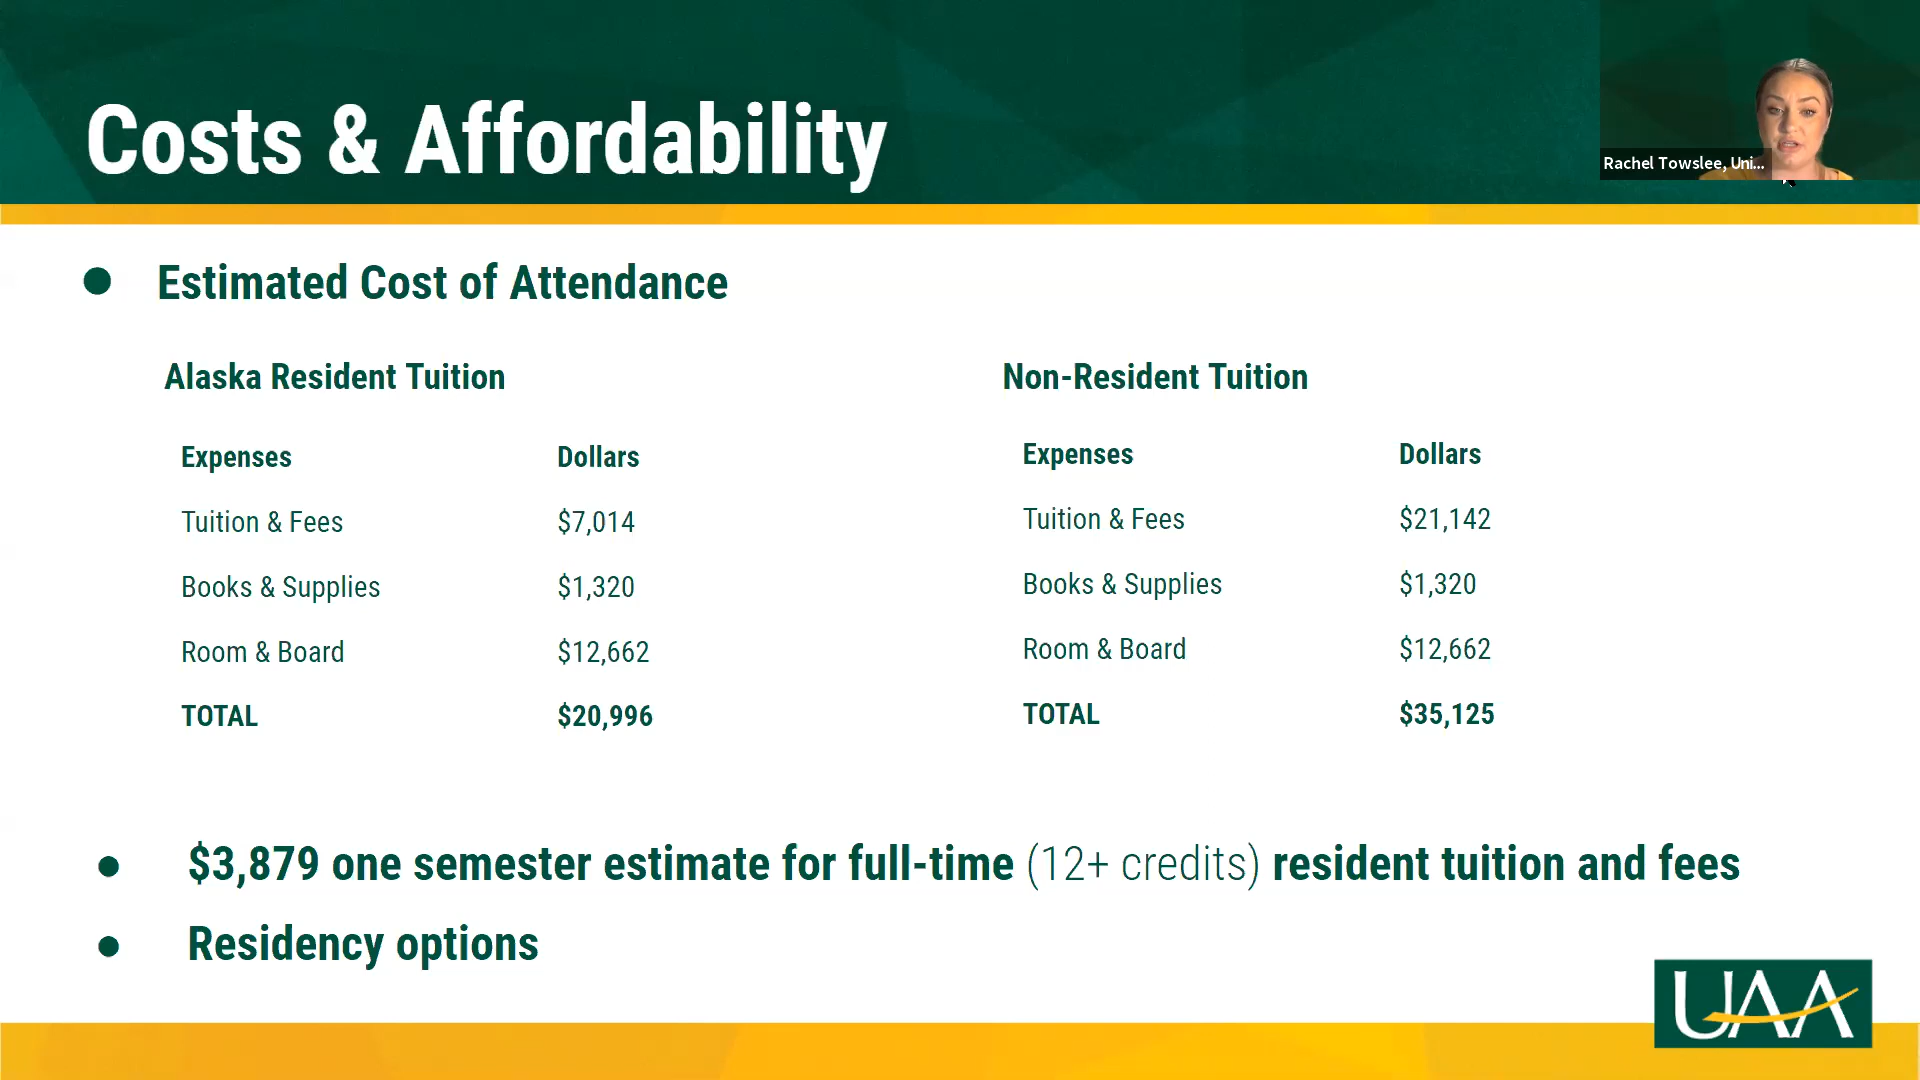 Costs & Affordability
Rachel Towslee, Uni...
Estimated Cost of Attendance
Alaska Resident Tuition
Expenses Dollars
Tuition & Fees $7,014
Books & Supplies $1,320
Room & Board $12,662
TOTAL $20,996
Non-Resident Tuition
Expenses Dollars
Tuition & Fees $21,142
Books & Supplies $1,320
Room & Board $12,662
TOTAL $35,125
$3,879 one semester estimate for full-time (12+ credits) resident tuition and fees
Residency options
UAA